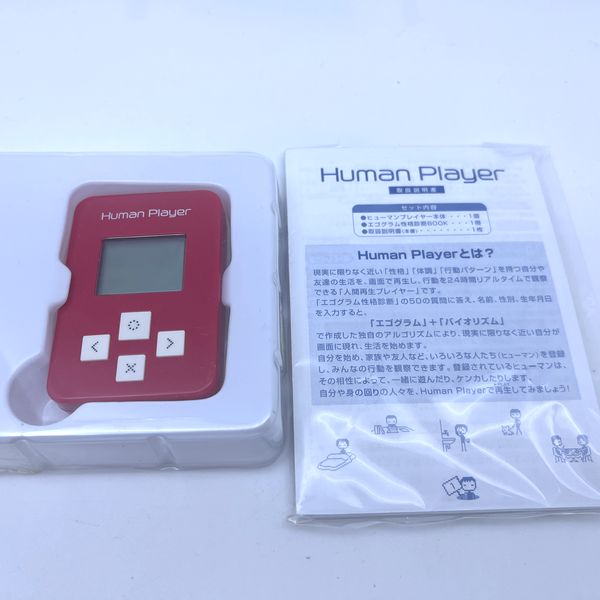 Human Player
Human Player
取扱説明書
セット内容
●ヒューマンプレイヤー本体・・・1個
●エゴグラム性格診断BOOK・・・1冊
●取扱説明書(本書)・・・・・・・・1枚
Human Playerとは？
現実に限りなく近い「性格」「体調」「行動パターン」を持つ自分や
友達の生活を、画面で再生し、行動を24時間リアルタイムで観察
できる「人間再生プレイヤー」です。
「エゴグラム性格診断」の50の質問に答え、名前、性別、生年月日
を入力すると、
「エゴグラム」＋「バイオリズム」
で作成した独自のアルゴリズムにより、現実に限りなく近い自分が
画面に現れ、生活を始めます。
自分を始め、家族や友人など、いろいろな人たち(ヒューマン)を登録
し、みんなの行動を観察できます。登録されているヒューマンは、
その相性によって、一緒に遊んだり、ケンカしたりします。
自分や身の回りの人々を、Human Playerで再生してみましょう!